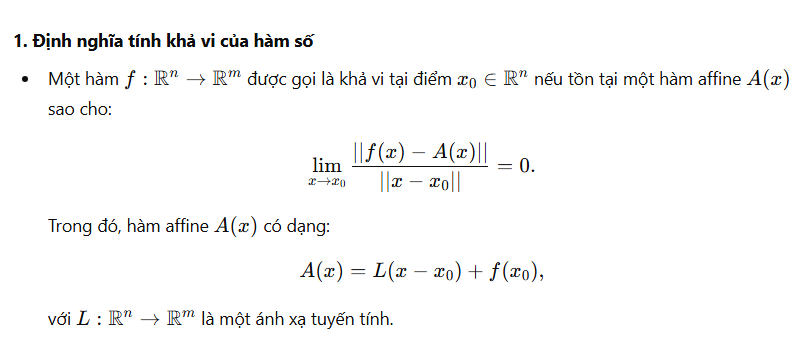 1. Định nghĩa tính khả vi của hàm số
• Một hàm f : ℝⁿ → ℝᵐ được gọi là khả vi tại điểm x₀ ∈ ℝⁿ nếu tồn tại một hàm affine A(x)
sao cho:
lim_{x→x₀} ||f(x) − A(x)|| / ||x − x₀|| = 0.
Trong đó, hàm affine A(x) có dạng:
A(x) = L(x − x₀) + f(x₀),
với L : ℝⁿ → ℝᵐ là một ánh xạ tuyến tính.